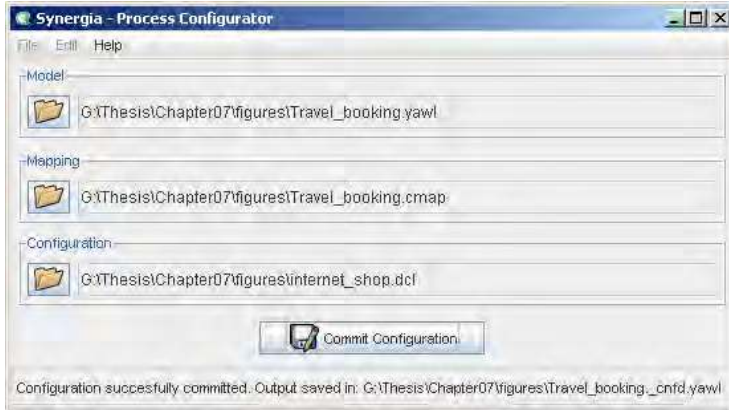 Synergia - Process Configurator
File Edit Help
Model
G:\Thesis\Chapter07\figures\Travel_booking.yawl
Mapping
G:\Thesis\Chapter07\figures\Travel_booking.cmap
Configuration
G:\Thesis\Chapter07\figures\internet_shop.dcl
Commit Configuration
Configuration succesfully committed. Output saved in: G:\Thesis\Chapter07\figures\Travel_booking._cnfd.yawl